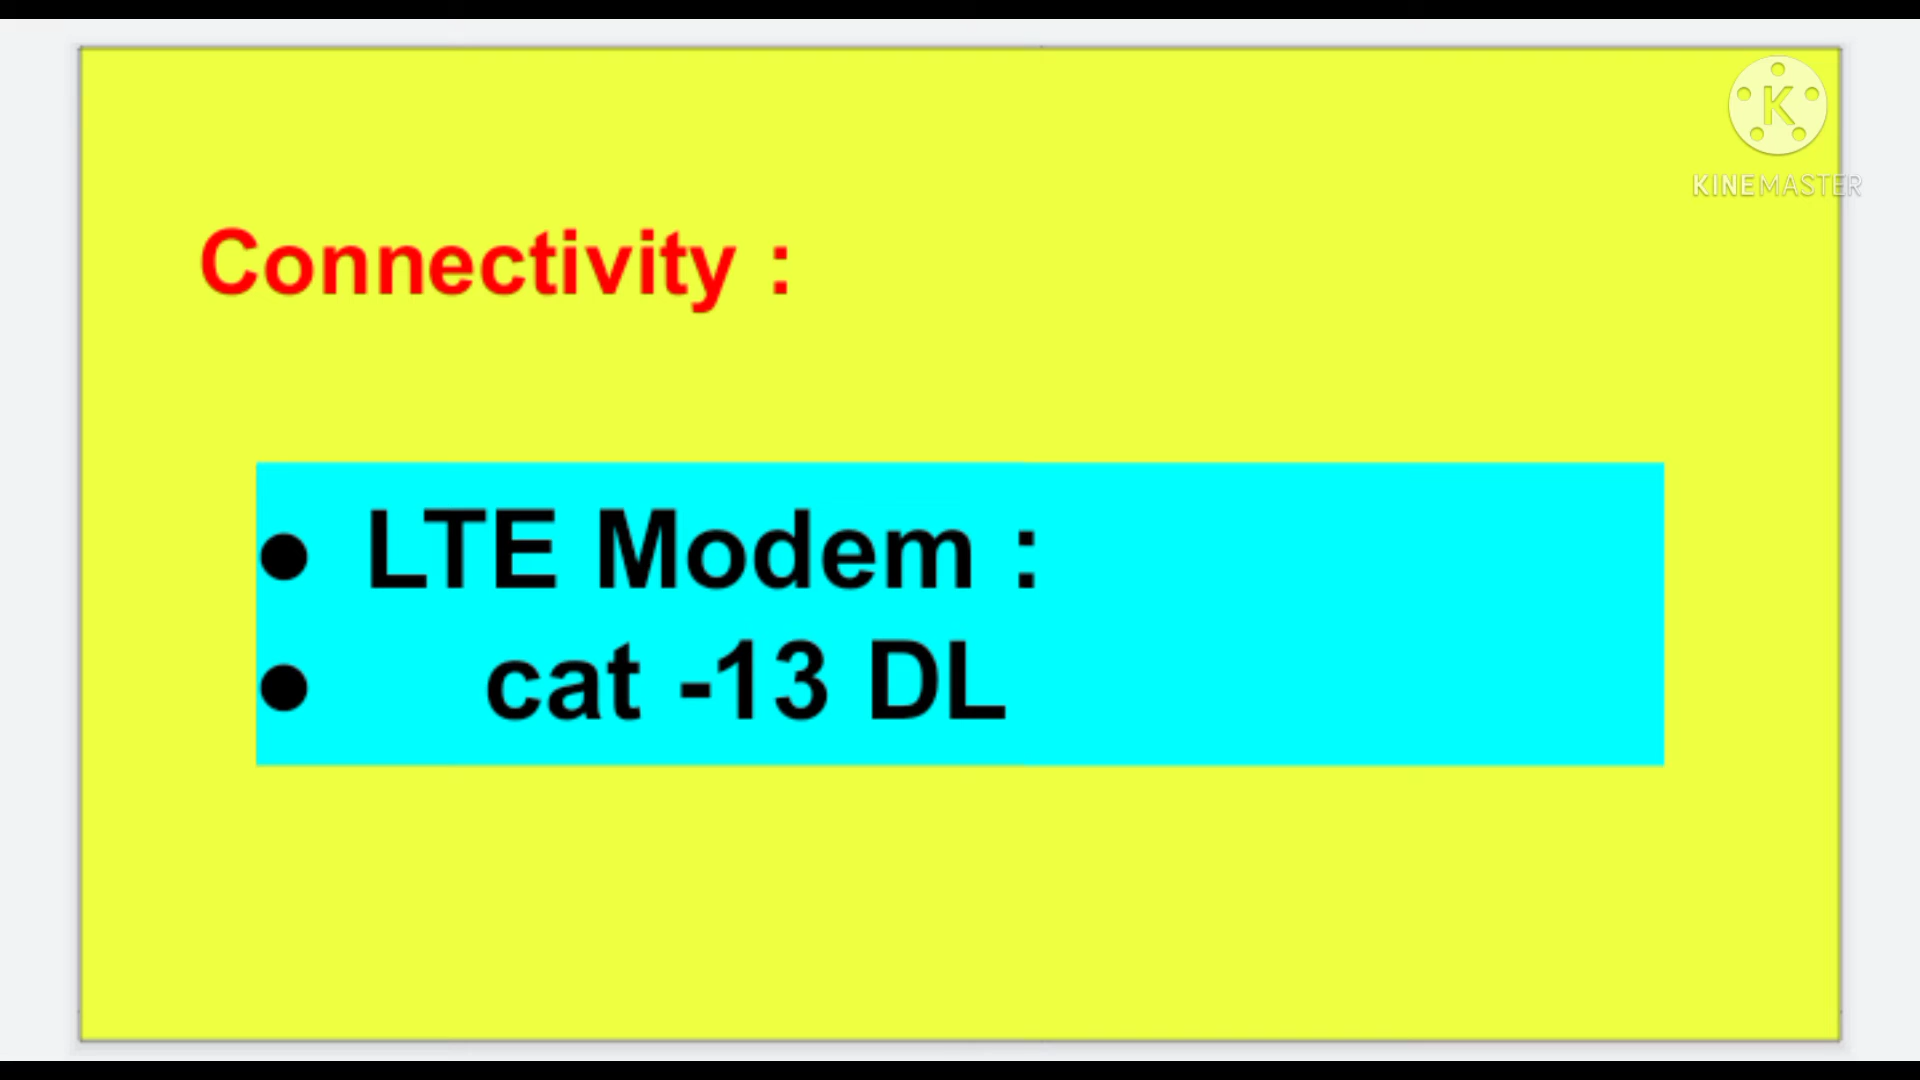 K
KINEMASTER
Connectivity :
● LTE Modem :
● cat -13 DL